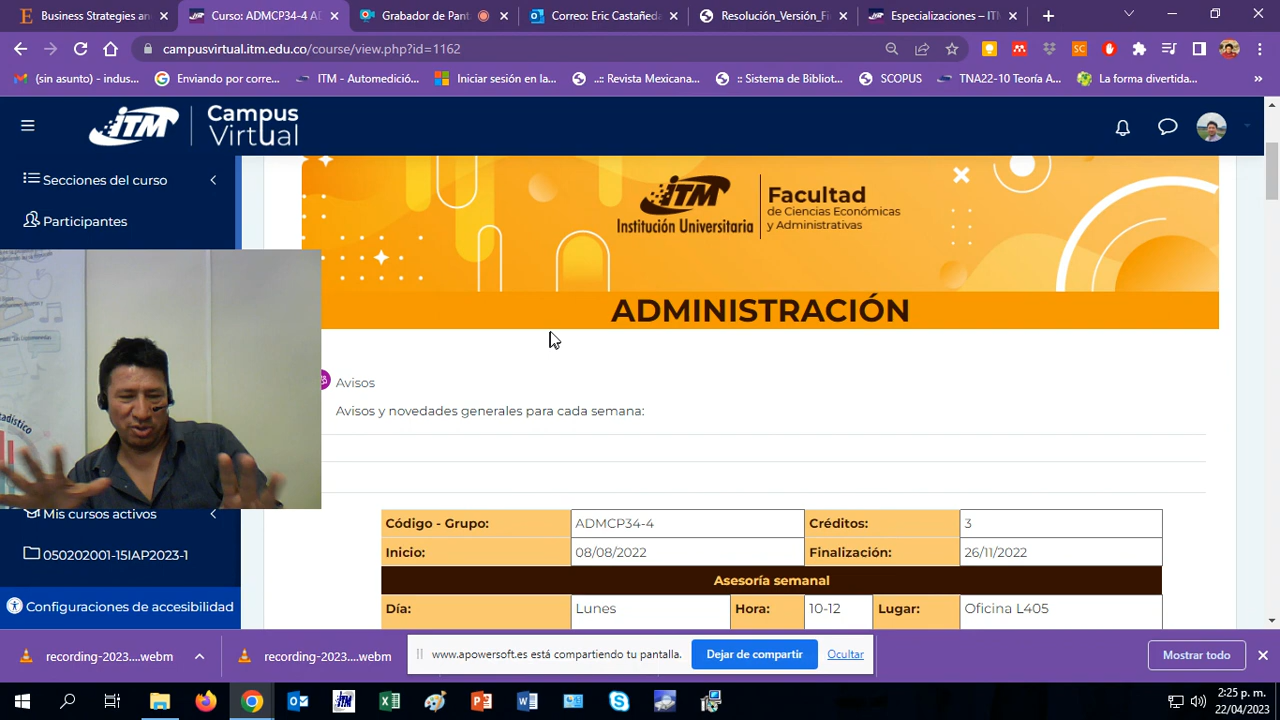 Business Strategies an
Curso: ADMCP34-4 AD
Grabador de Pant
Correo: Eric Castañeda
Resolución_Versión_Fi
Especializaciones – ITM
campusvirtual.itm.edu.co/course/view.php?id=1162
(sin asunto) - indus...
Enviando por corre...
ITM - Automedició...
Iniciar sesión en la...
..:: Revista Mexicana...
:: Sistema de Bibliot...
SCOPUS
TNA22-10 Teoría A...
La forma divertida...
iTM
Campus
Virtual
Secciones del curso
Participantes
iTM
Institución Universitaria
Facultad
de Ciencias Económicas
y Administrativas
ADMINISTRACIÓN
Avisos
Avisos y novedades generales para cada semana:
Código - Grupo: ADMCP34-4 Créditos: 3
Inicio: 08/08/2022 Finalización: 26/11/2022
Asesoría semanal
Día: Lunes Hora: 10-12 Lugar: Oficina L405
Mis cursos activos
050202001-15IAP2023-1
Configuraciones de accesibilidad
www.apowersoft.es está compartiendo tu pantalla.
Dejar de compartir
Ocultar
recording-2023....webm
recording-2023....webm
Mostrar todo
2:25 p. m.
22/04/2023